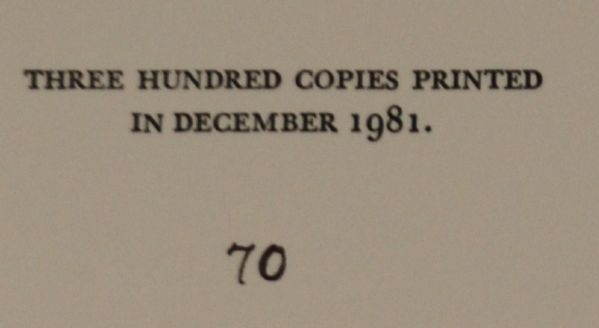 THREE HUNDRED COPIES PRINTED
IN DECEMBER 1981.
70